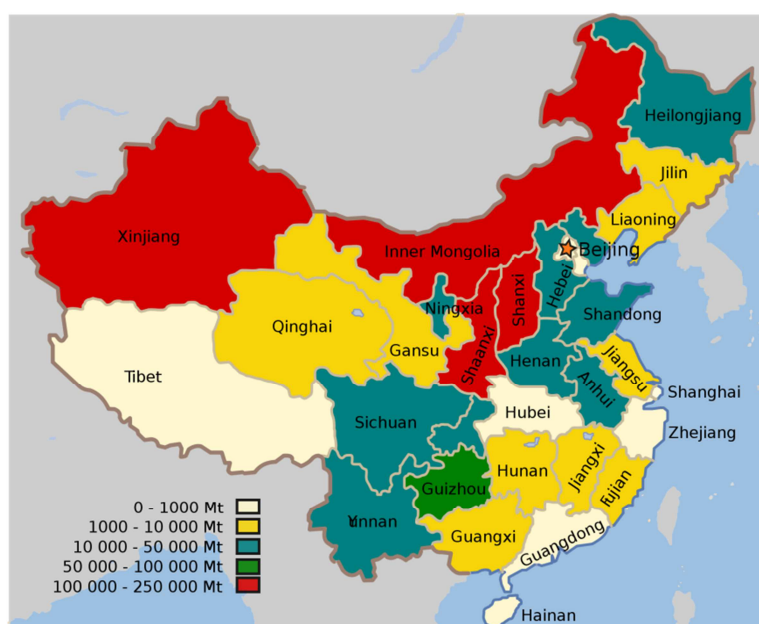 Heilongjiang
Jilin
Liaoning
Xinjiang
Inner Mongolia
Beijing
Hebei
Ningxia
Shanxi
Shandong
Qinghai
Gansu
Shaanxi
Henan
Jiangsu
Tibet
Anhui
Shanghai
Hubei
Sichuan
Zhejiang
Hunan
Jiangxi
Guizhou
Fujian
Yunnan
Guangxi
Guangdong
Hainan
0 - 1000 Mt
1000 - 10 000 Mt
10 000 - 50 000 Mt
50 000 - 100 000 Mt
100 000 - 250 000 Mt